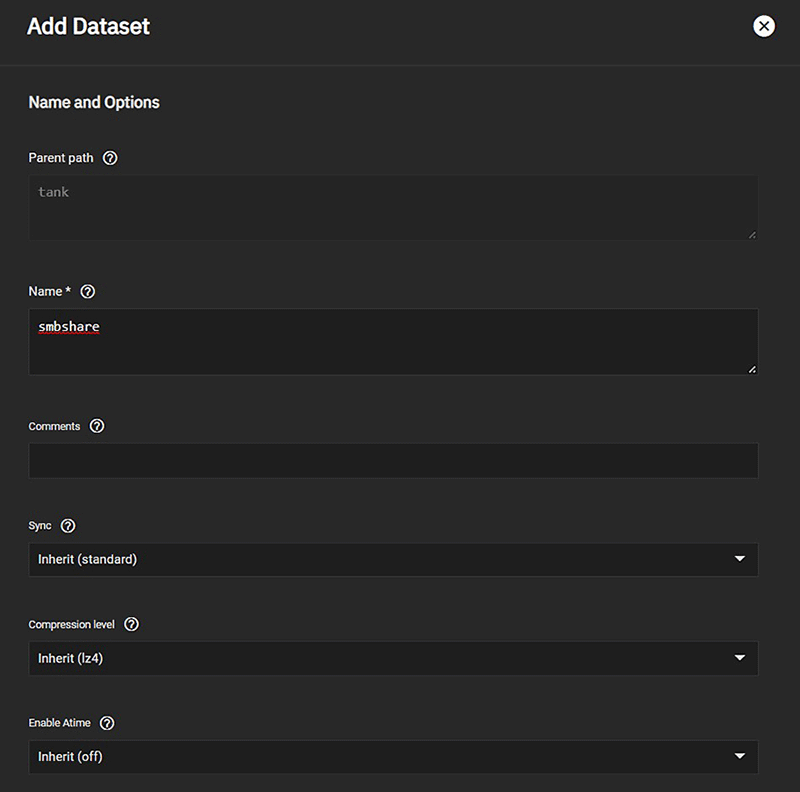 Add Dataset
Name and Options
Parent path
tank
Name *
smbshare
Comments
Sync
Inherit (standard)
Compression level
Inherit (lz4)
Enable Atime
Inherit (off)